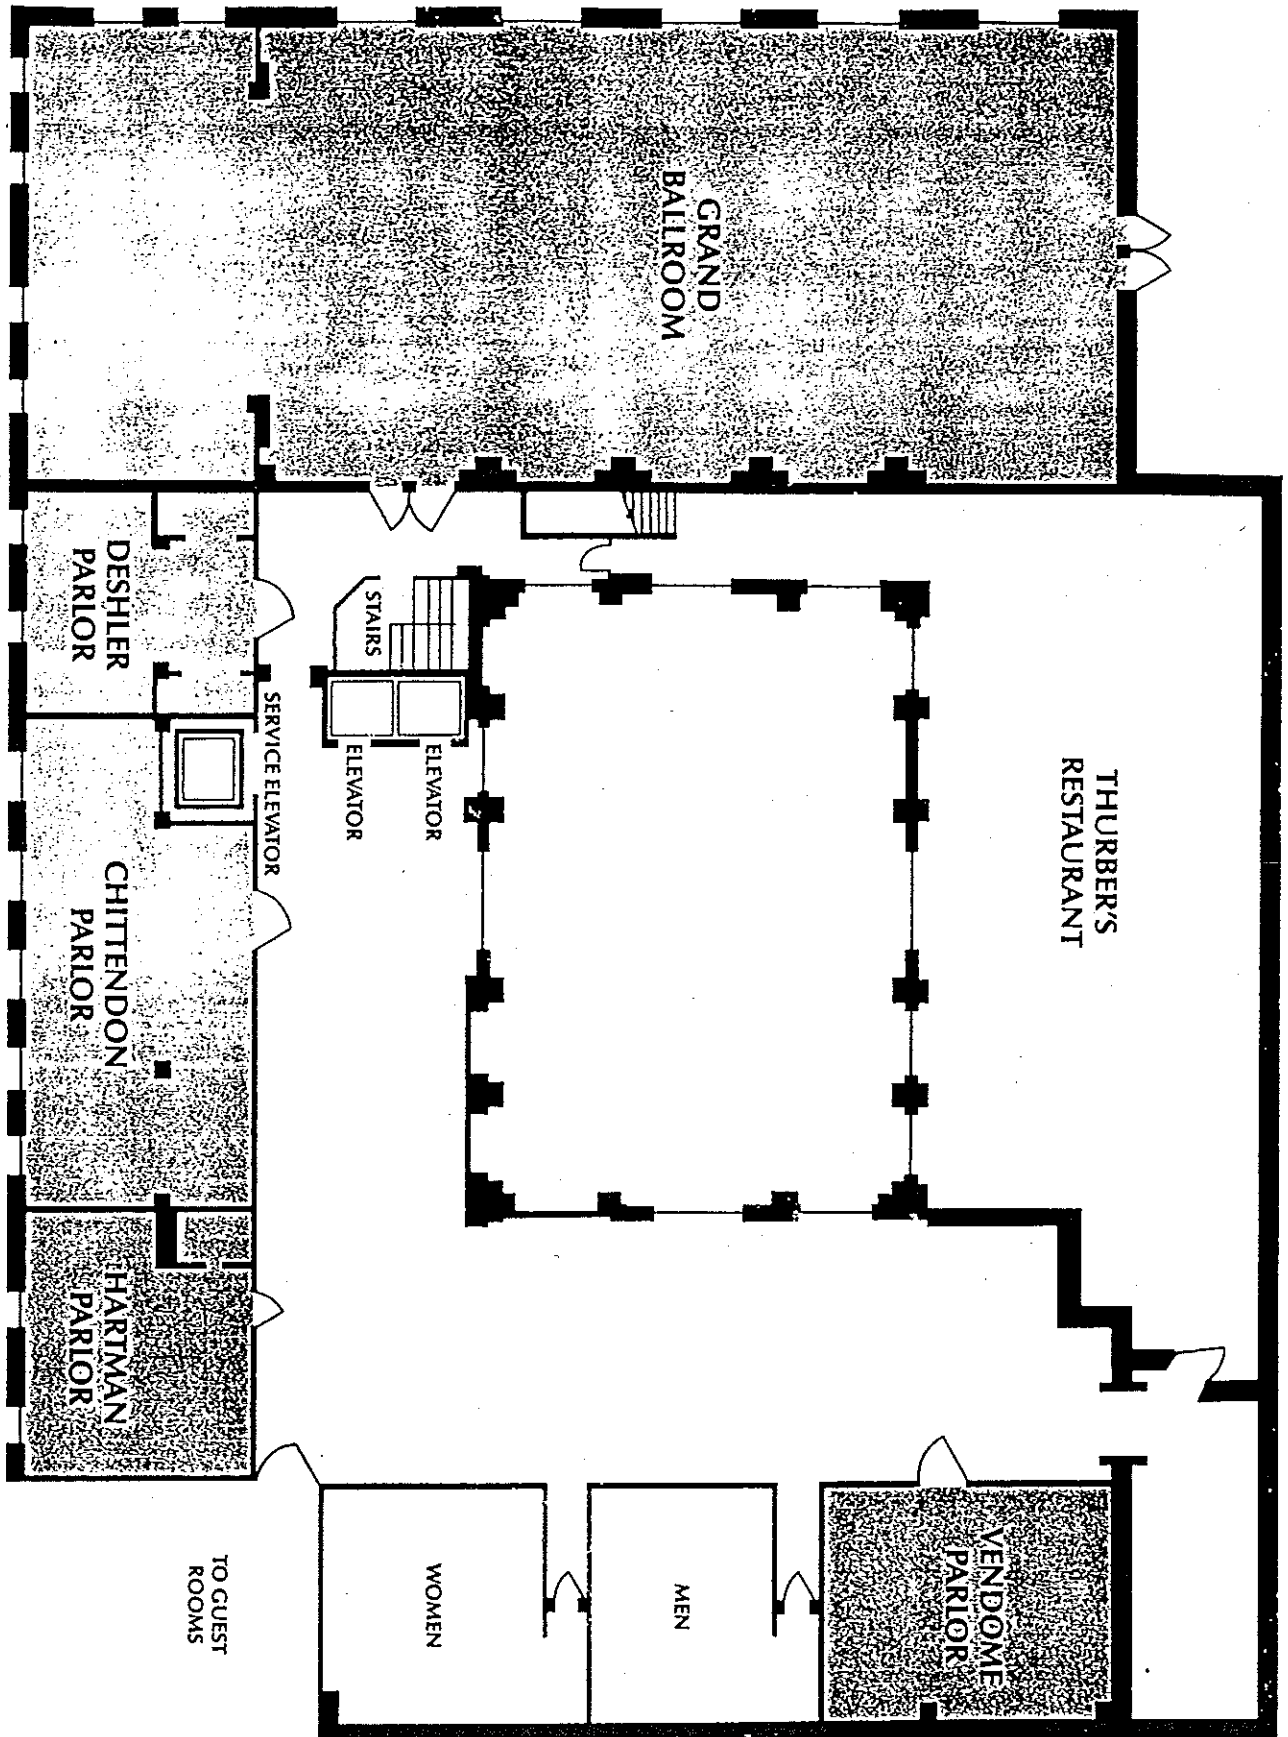 GRAND
BALLROOM
THURBER'S
RESTAURANT
DESHLER
PARLOR
STAIRS
SERVICE ELEVATOR
ELEVATOR
ELEVATOR
CHITTENDON
PARLOR
HARTMAN
PARLOR
VENDOME
PARLOR
MEN
WOMEN
TO GUEST
ROOMS